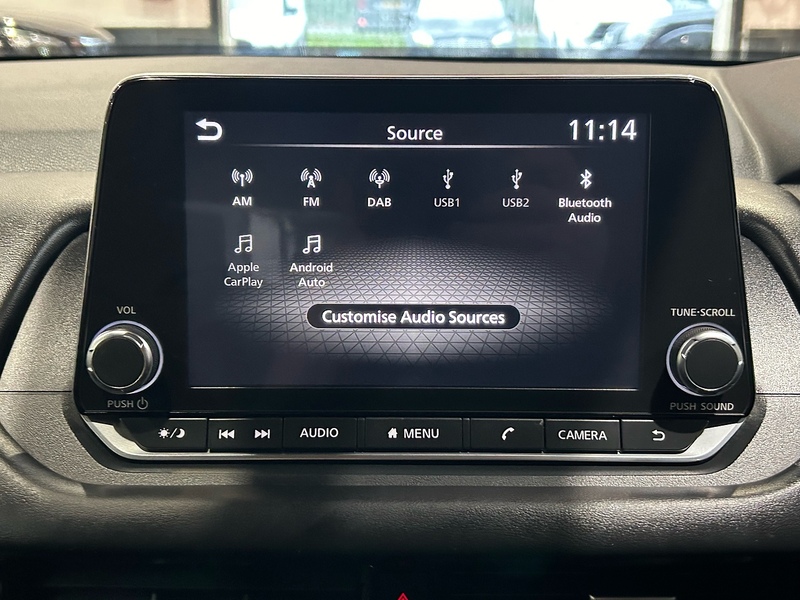 Source
11:14
AM
FM
DAB
USB1
USB2
Bluetooth
Audio
Apple
CarPlay
Android
Auto
Customise Audio Sources
VOL
PUSH
TUNE·SCROLL
PUSH SOUND
AUDIO
MENU
CAMERA